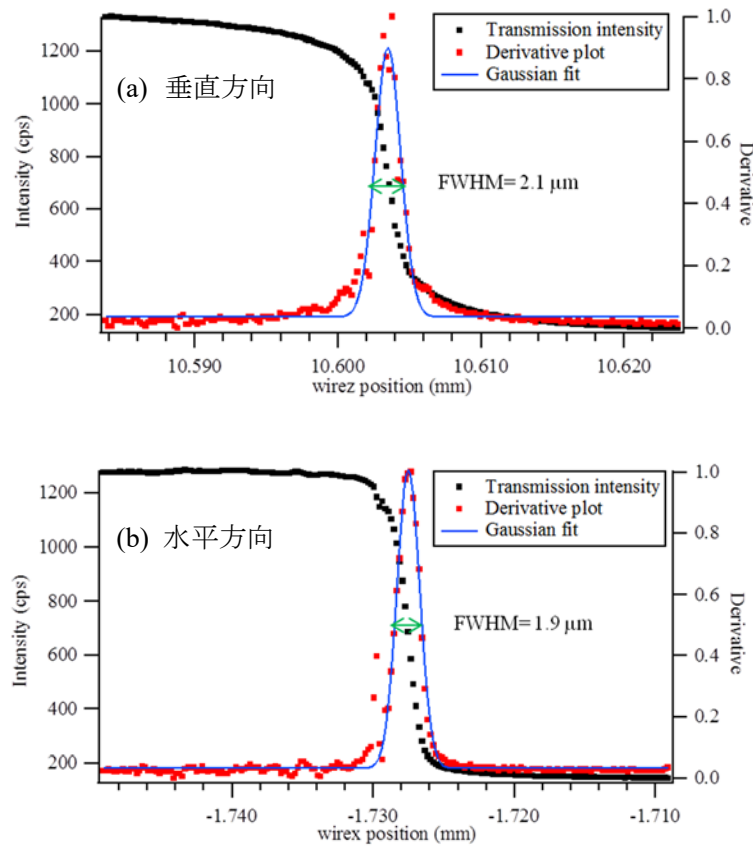 1200
1000
800
600
400
200
Intensity (cps)
(a) 垂直方向
Transmission intensity
Derivative plot
Gaussian fit
FWHM= 2.1 μm
1.0
0.8
0.6
0.4
0.2
0.0
Derivative
10.590
10.600
10.610
10.620
wirez position (mm)
1200
1000
800
600
400
200
Intensity (cps)
(b) 水平方向
Transmission intensity
Derivative plot
Gaussian fit
FWHM= 1.9 μm
1.0
0.8
0.6
0.4
0.2
0.0
Derivative
-1.740
-1.730
-1.720
-1.710
wirex position (mm)